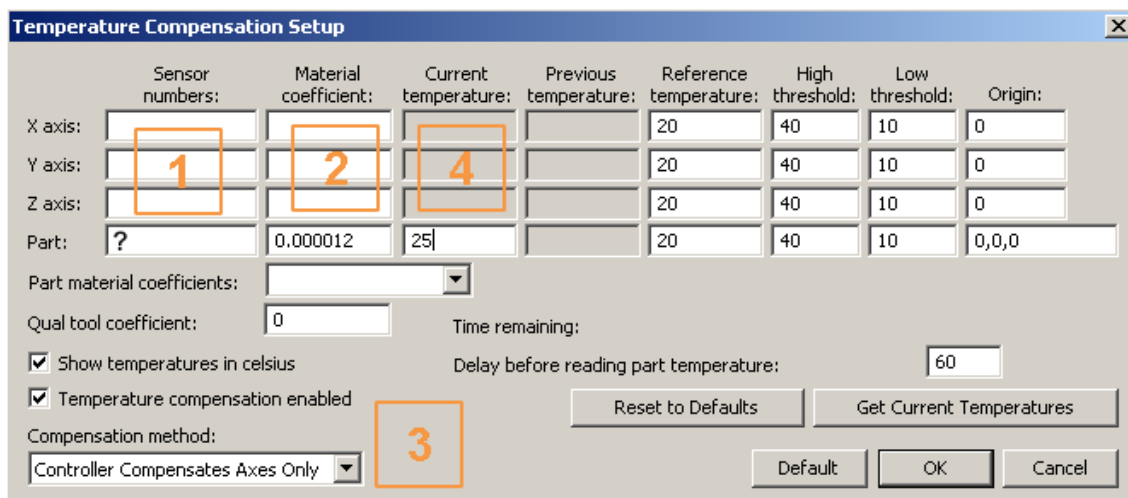 Temperature Compensation Setup
Sensor numbers: Material coefficient: Current temperature: Previous temperature: Reference temperature: High threshold: Low threshold: Origin:
X axis: 20 40 10 0
Y axis: 20 40 10 0
Z axis: 20 40 10 0
1 2 4
Part: ? 0.000012 25 20 40 10 0,0,0
Part material coefficients:
Qual tool coefficient: 0 Time remaining:
Show temperatures in celsius Delay before reading part temperature: 60
Temperature compensation enabled Reset to Defaults Get Current Temperatures
Compensation method: 3
Controller Compensates Axes Only Default OK Cancel